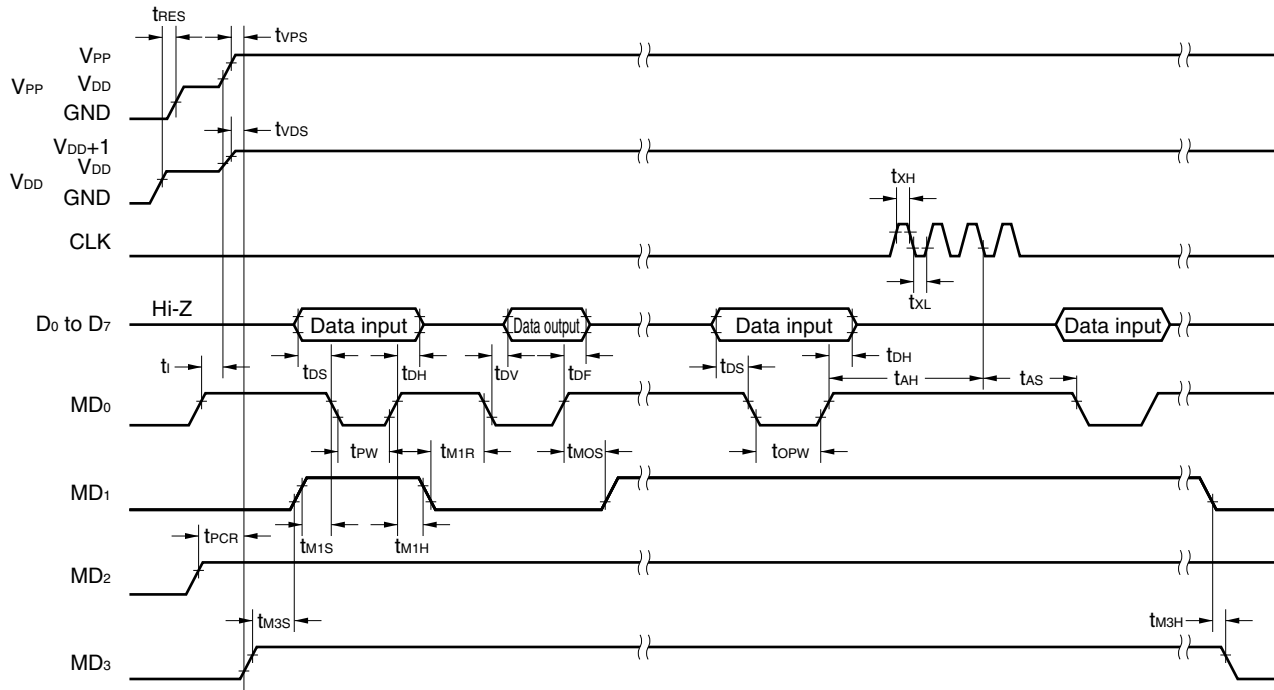 tRES
tVPS
VPP
VPP VDD
GND
tVDS
VDD+1
VDD
VDD
GND
tXH
CLK
tXL
Hi-Z
D0 to D7
Data input
Data output
Data input
Data input
tI
tDS
tDH
tDV
tDF
tDS
tDH
tAH
tAS
MD0
tPW
tM1R
tMOS
tOPW
MD1
tPCR
tM1S
tM1H
MD2
tM3S
tM3H
MD3